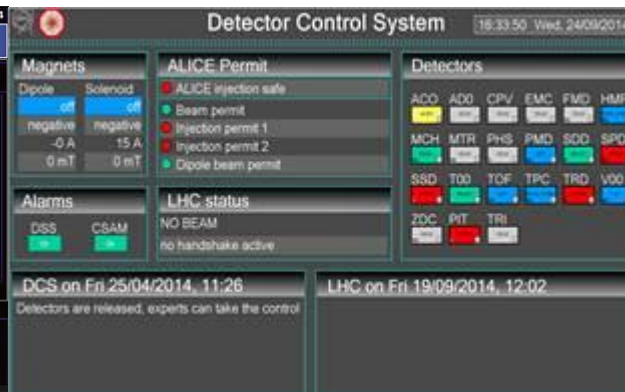 Detector Control System
16:33:50 Wed, 24/09/2014
Magnets
Dipole Solenoid
off off
negative negative
-0 A 15 A
0 mT 0 mT
ALICE Permit
ALICE injection safe
Beam permit
Injection permit 1
Injection permit 2
Dipole beam permit
Detectors
ACO AD0 CPV EMC FMD HMP
MCH MTR PHS PMD SDD SPD
SSD T00 TOF TPC TRD V00
ZDC PIT TRI
Alarms
DSS CSAM
LHC status
NO BEAM
no handshake active
DCS on Fri 25/04/2014, 11:26
Detectors are released, experts can take the control
LHC on Fri 19/09/2014, 12:02